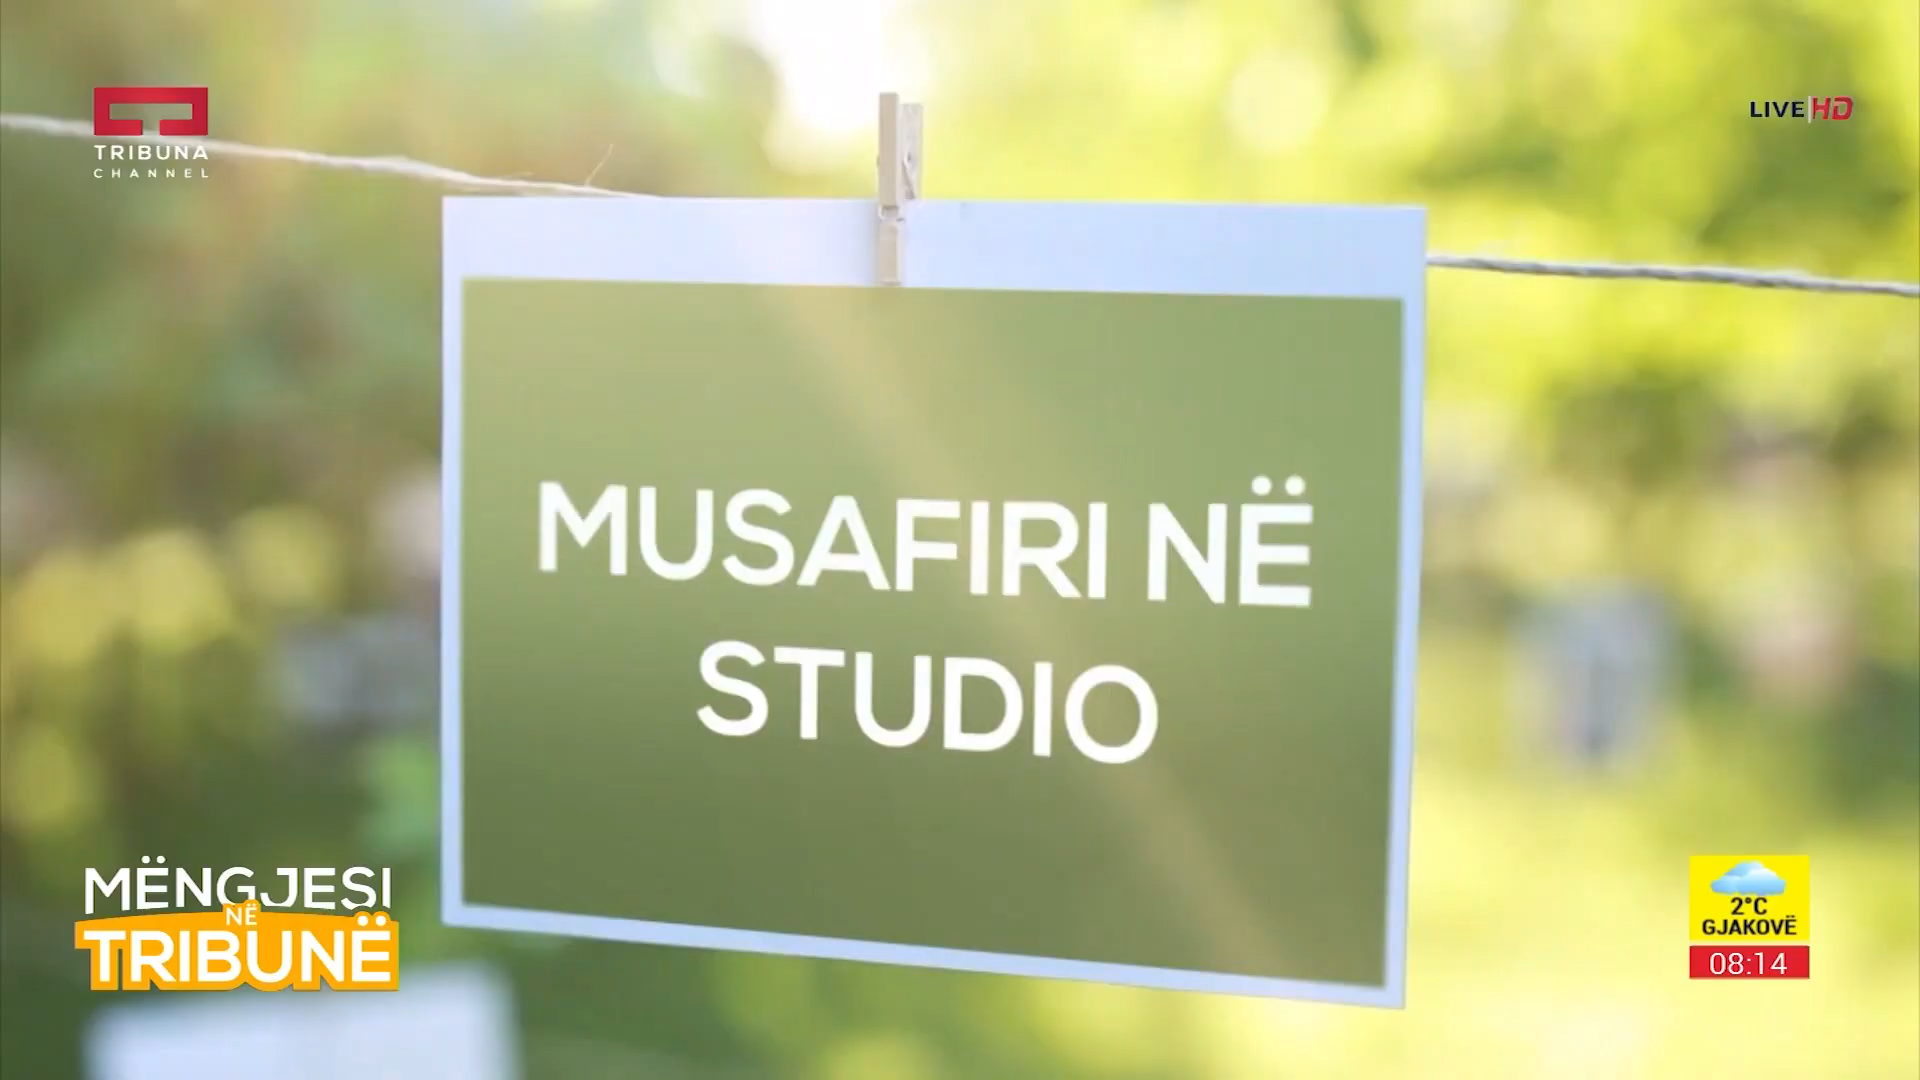 TRIBUNA
CHANNEL
LIVE HD
MUSAFIRI NË
STUDIO
MËNGJESI
NË
TRIBUNË
2°C
GJAKOVË
08:14